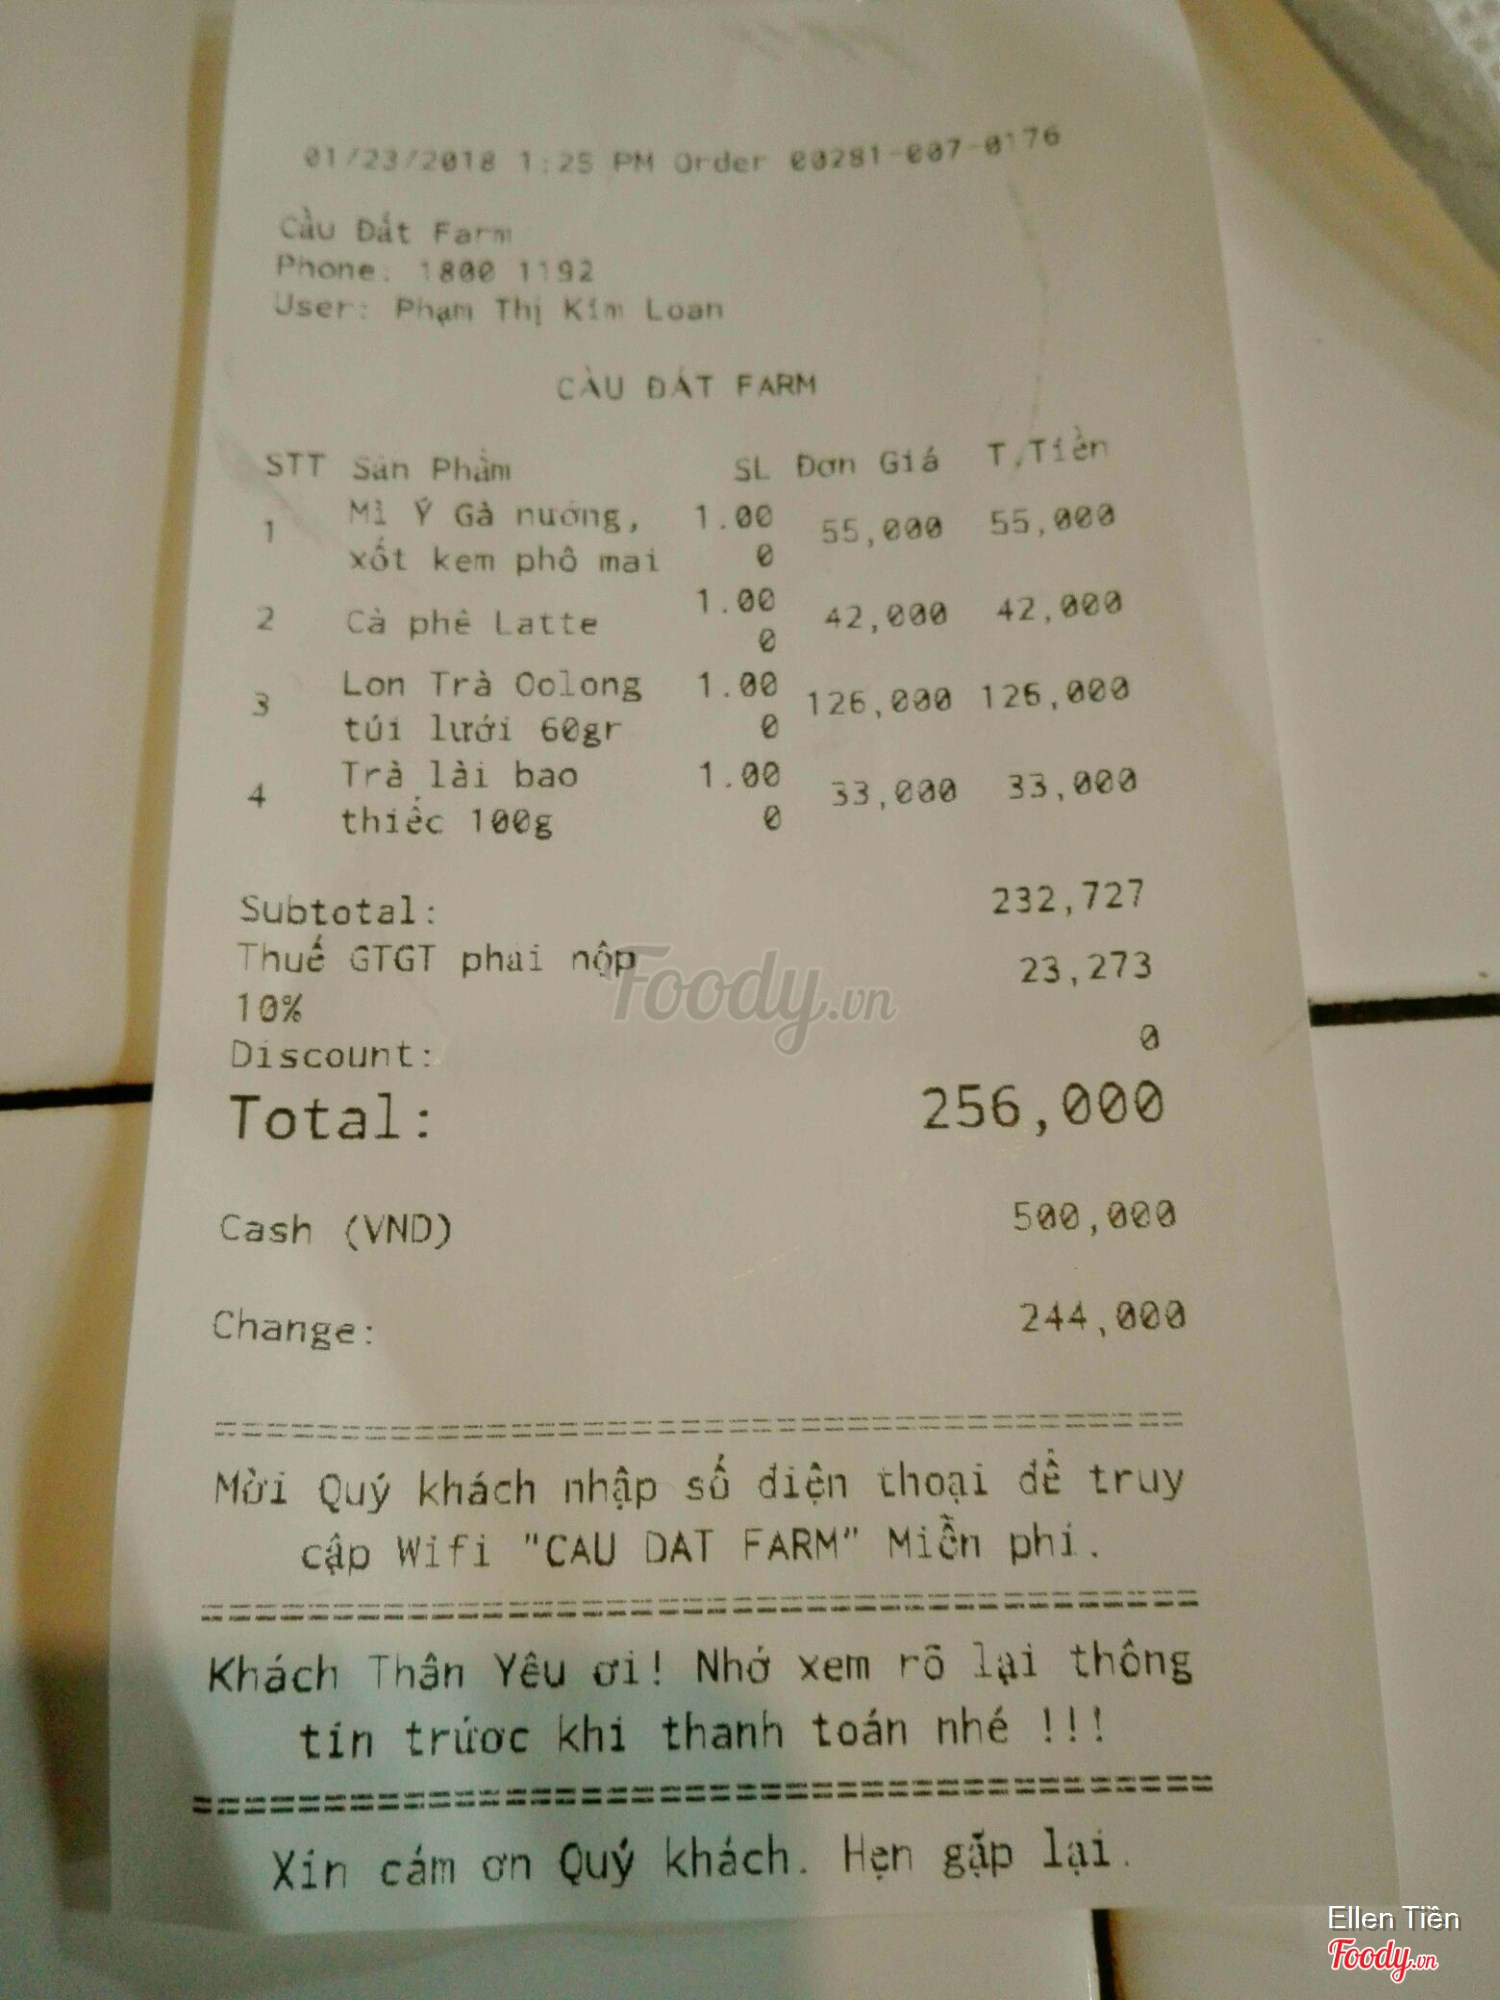 01/23/2018 1:25 PM Order 00281-007-0176
Cầu Đất Farm
Phone: 1800 1192
User: Phạm Thị Kim Loan
CẦU ĐẤT FARM
STT Sản Phẩm SL Đơn Giá T.Tiền
1 Mì Ý Gà nướng, 1.00 55,000 55,000
xốt kem phô mai 0
2 Cà phê Latte 1.00 42,000 42,000
0
3 Lon Trà Oolong 1.00 126,000 126,000
túi lưới 60gr 0
4 Trà lài bao 1.00 33,000 33,000
thiếc 100g 0
Subtotal: 232,727
Thuế GTGT phải nộp 23,273
10%
Discount: 0
Total: 256,000
Cash (VND) 500,000
Change: 244,000
Mời Quý khách nhập số điện thoại để truy
cập Wifi "CAU DAT FARM" Miễn phí.
Khách Thân Yêu ơi! Nhớ xem rõ lại thông
tin trước khi thanh toán nhé !!!
Xin cám ơn Quý khách. Hẹn gặp lại.
Foody.vn
Ellen Tiền
Foody.vn